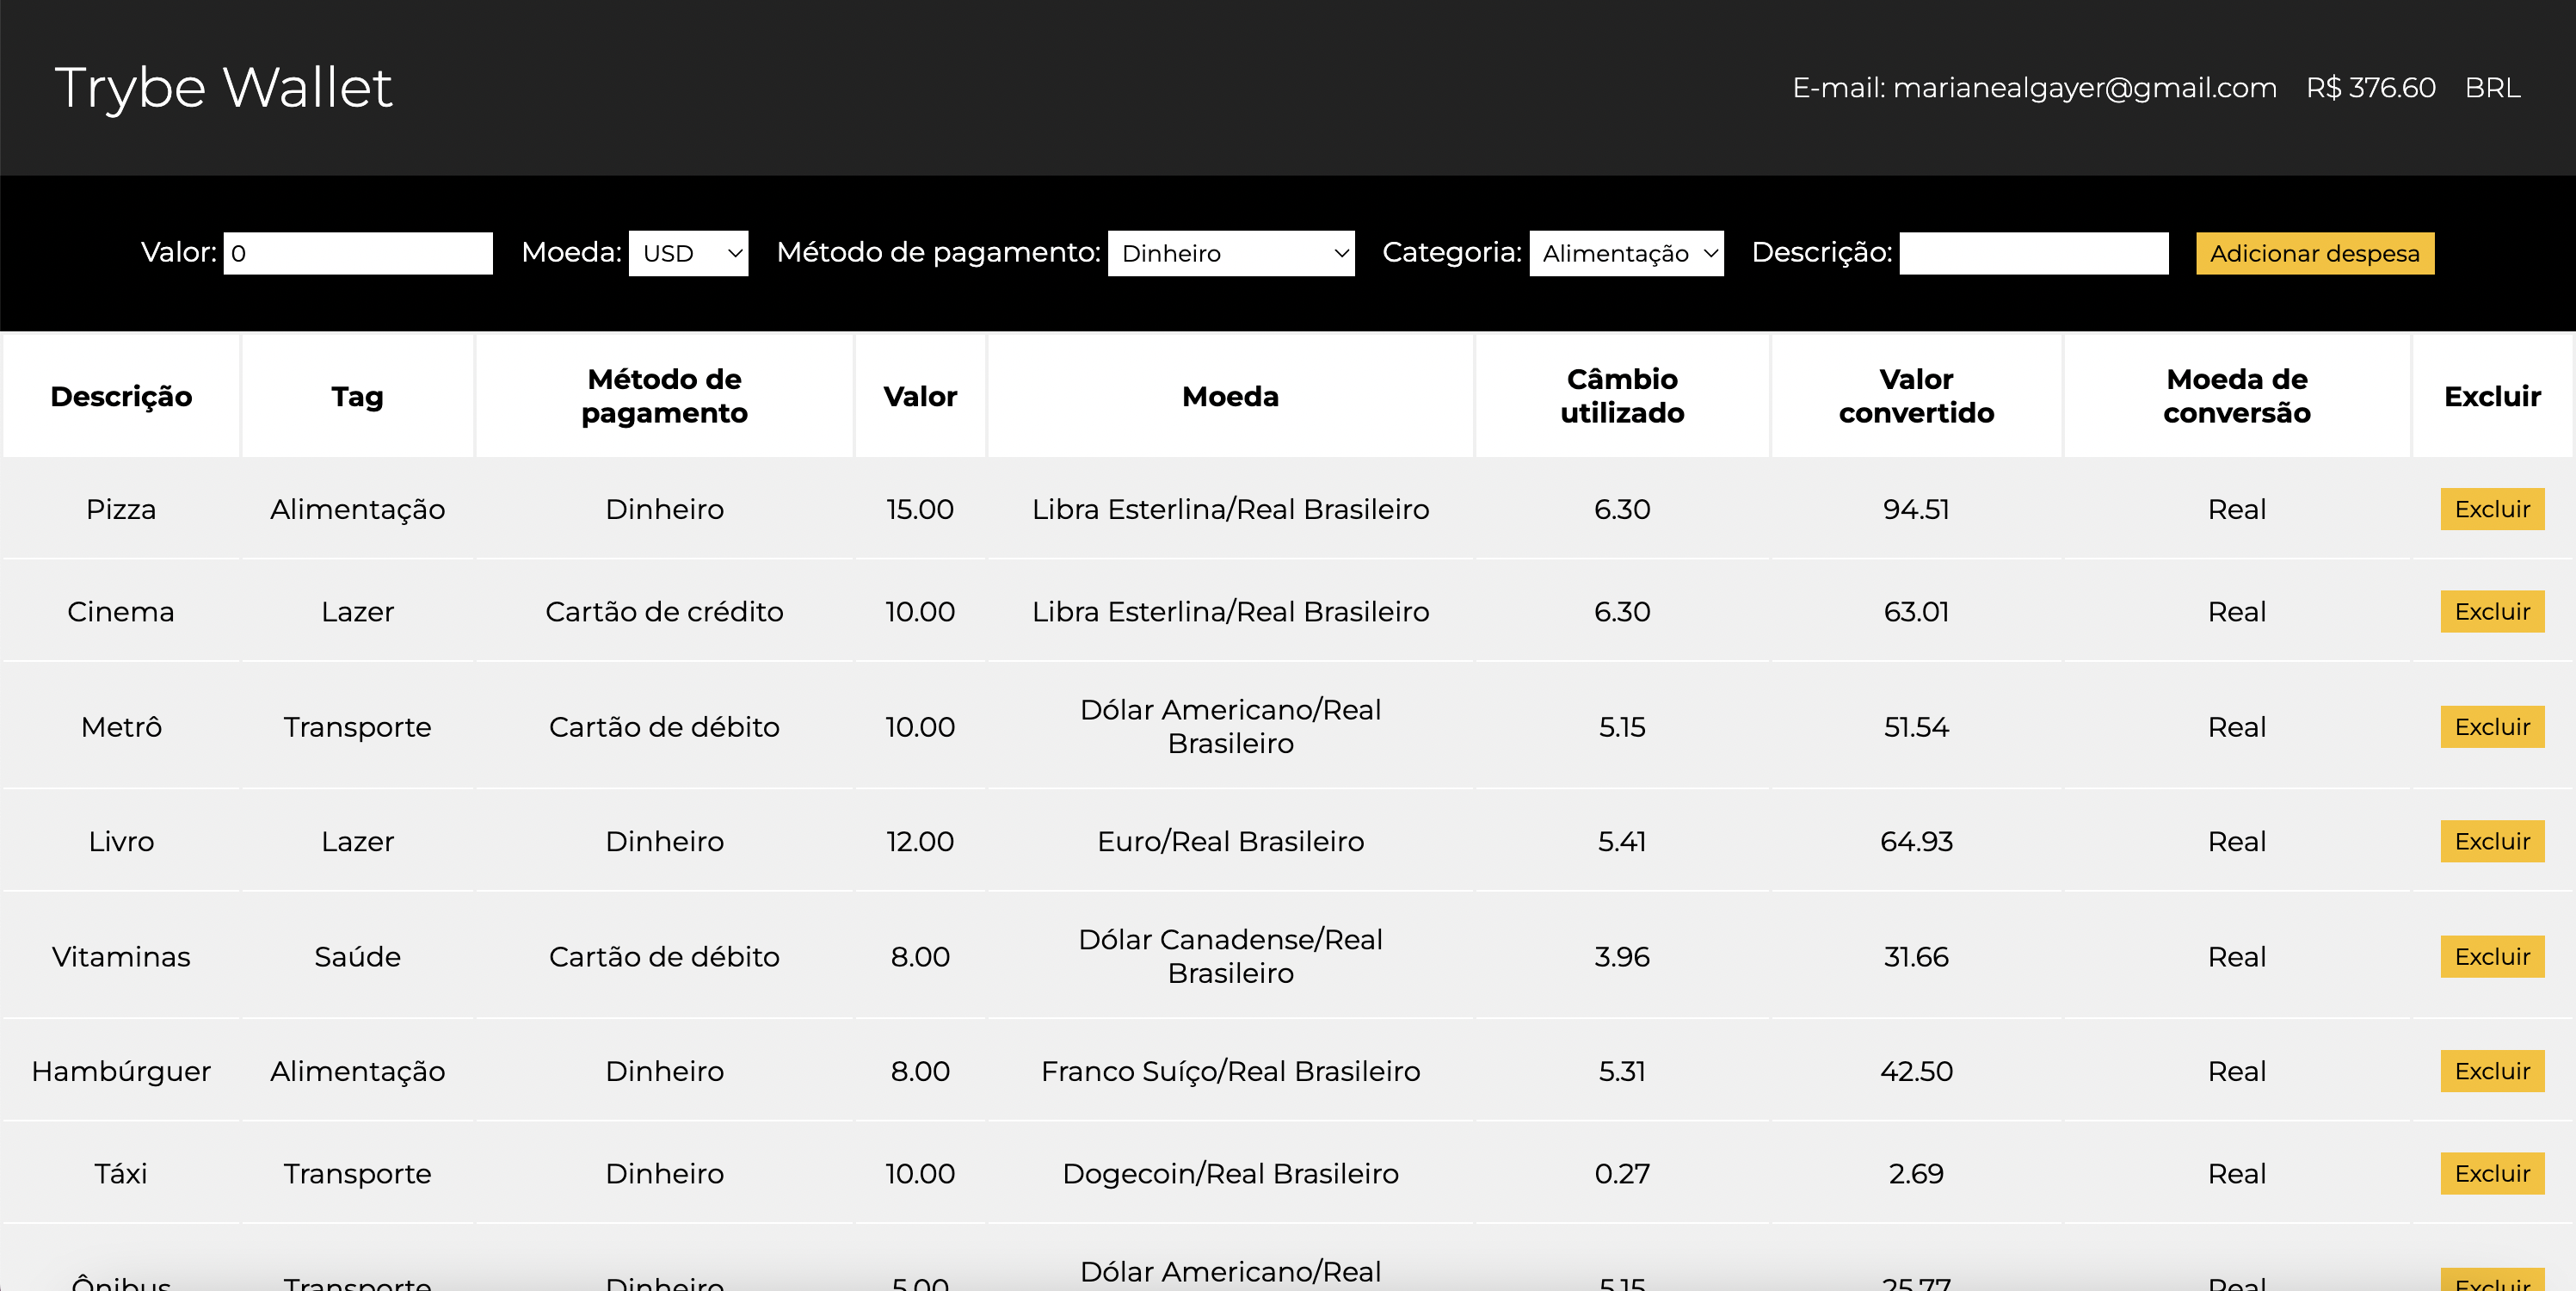 Trybe Wallet
E-mail: marianealgayer@gmail.com R$ 376.60 BRL
Valor: 0 Moeda: USD Método de pagamento: Dinheiro Categoria: Alimentação Descrição: Adicionar despesa
Descrição Tag Método de pagamento Valor Moeda Câmbio utilizado Valor convertido Moeda de conversão Excluir
Pizza Alimentação Dinheiro 15.00 Libra Esterlina/Real Brasileiro 6.30 94.51 Real Excluir
Cinema Lazer Cartão de crédito 10.00 Libra Esterlina/Real Brasileiro 6.30 63.01 Real Excluir
Metrô Transporte Cartão de débito 10.00 Dólar Americano/Real Brasileiro 5.15 51.54 Real Excluir
Livro Lazer Dinheiro 12.00 Euro/Real Brasileiro 5.41 64.93 Real Excluir
Vitaminas Saúde Cartão de débito 8.00 Dólar Canadense/Real Brasileiro 3.96 31.66 Real Excluir
Hambúrguer Alimentação Dinheiro 8.00 Franco Suíço/Real Brasileiro 5.31 42.50 Real Excluir
Táxi Transporte Dinheiro 10.00 Dogecoin/Real Brasileiro 0.27 2.69 Real Excluir
Ônibus Transporte Dinheiro 5.00 Dólar Americano/Real 5.15 25.77 Real Excluir